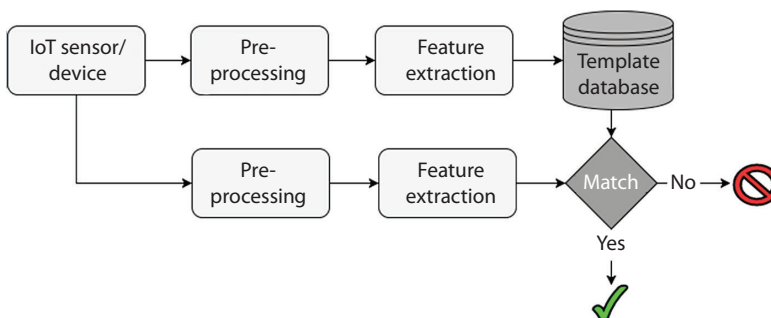 IoT sensor/
device
Pre-
processing
Feature
extraction
Template
database
Pre-
processing
Feature
extraction
Match
No
Yes